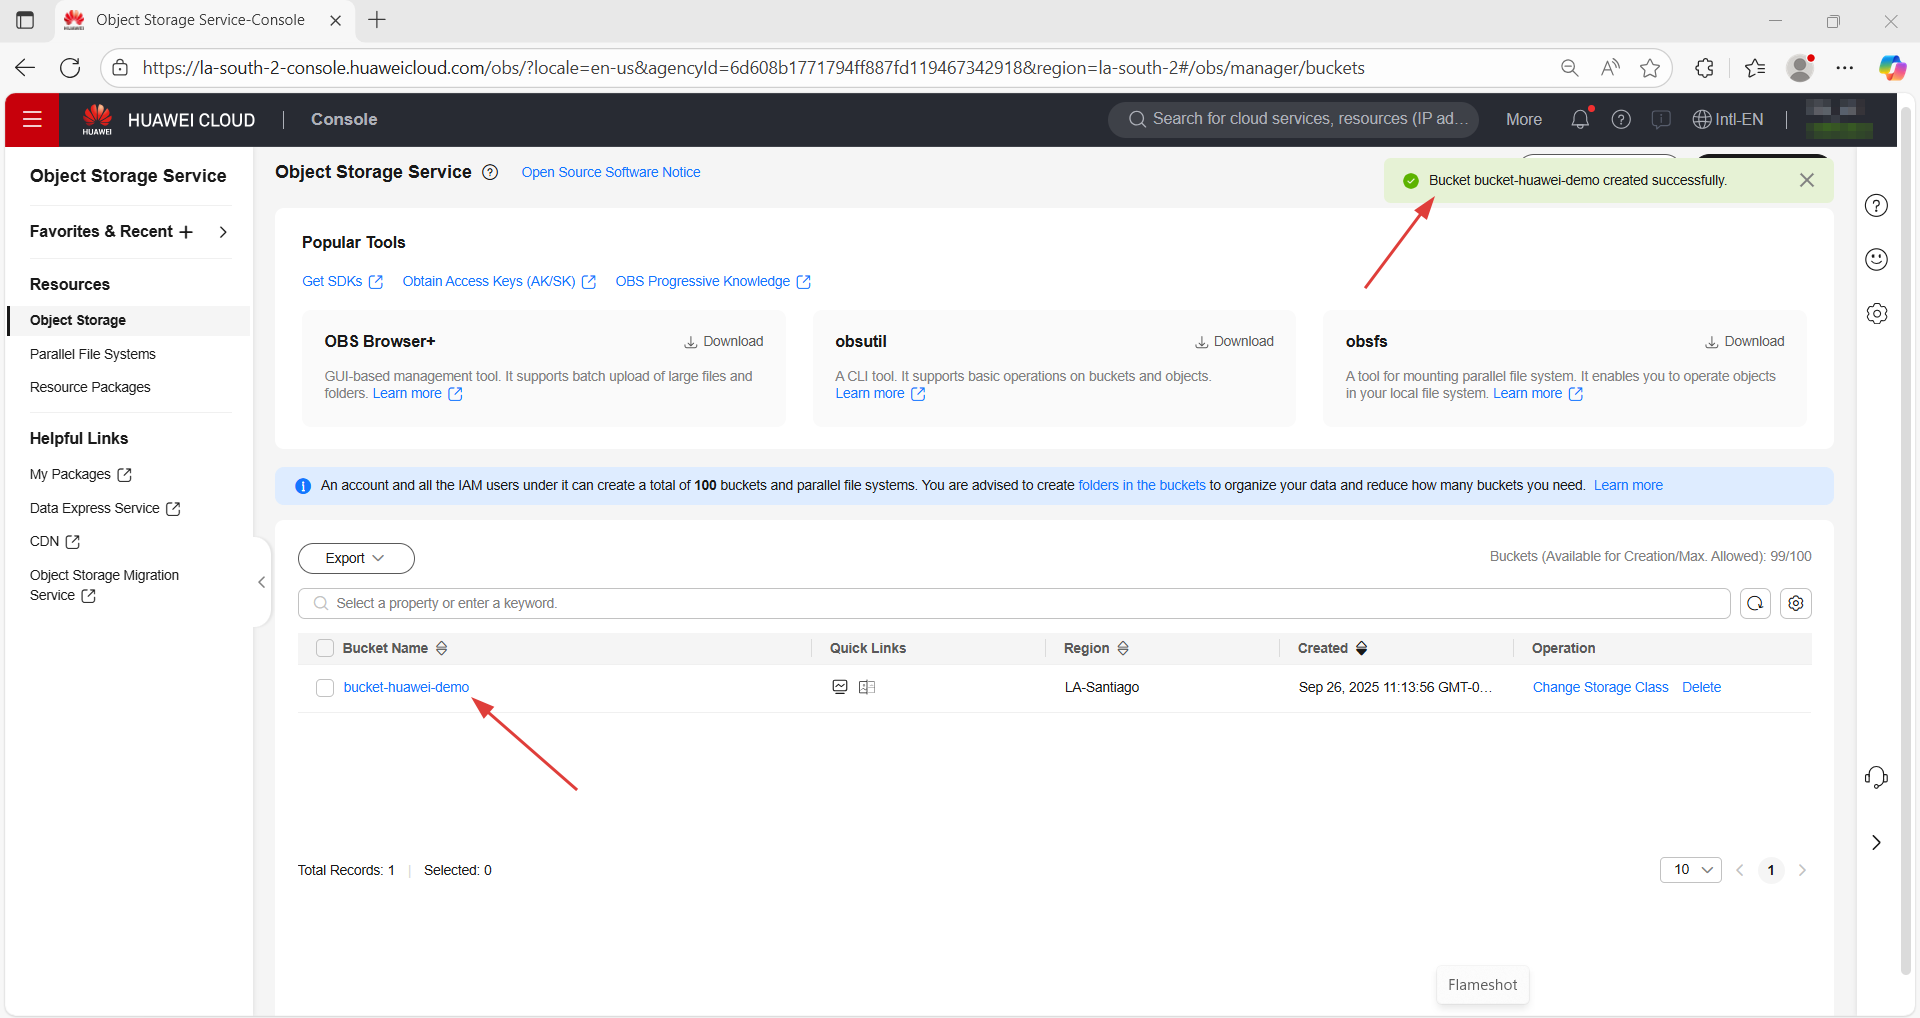 Object Storage Service-Console
https://la-south-2-console.huaweicloud.com/obs/?locale=en-us&agencyId=6d608b1771794ff887fd119467342918&region=la-south-2#/obs/manager/buckets
HUAWEI
HUAWEI CLOUD | Console
Search for cloud services, resources (IP ad...
More
Intl-EN
Object Storage Service
Favorites & Recent
Resources
Object Storage
Parallel File Systems
Resource Packages
Helpful Links
My Packages
Data Express Service
CDN
Object Storage Migration
Service
Object Storage Service
Open Source Software Notice
Bucket bucket-huawei-demo created successfully.
Popular Tools
Get SDKs
Obtain Access Keys (AK/SK)
OBS Progressive Knowledge
OBS Browser+
Download
GUI-based management tool. It supports batch upload of large files and
folders. Learn more
obsutil
Download
A CLI tool. It supports basic operations on buckets and objects.
Learn more
obsfs
Download
A tool for mounting parallel file system. It enables you to operate objects
in your local file system. Learn more
An account and all the IAM users under it can create a total of 100 buckets and parallel file systems. You are advised to create folders in the buckets to organize your data and reduce how many buckets you need. Learn more
Export
Buckets (Available for Creation/Max. Allowed): 99/100
Select a property or enter a keyword.
Bucket Name
Quick Links
Region
Created
Operation
bucket-huawei-demo
LA-Santiago
Sep 26, 2025 11:13:56 GMT-0...
Change Storage Class
Delete
Total Records: 1 | Selected: 0
10
1
Flameshot